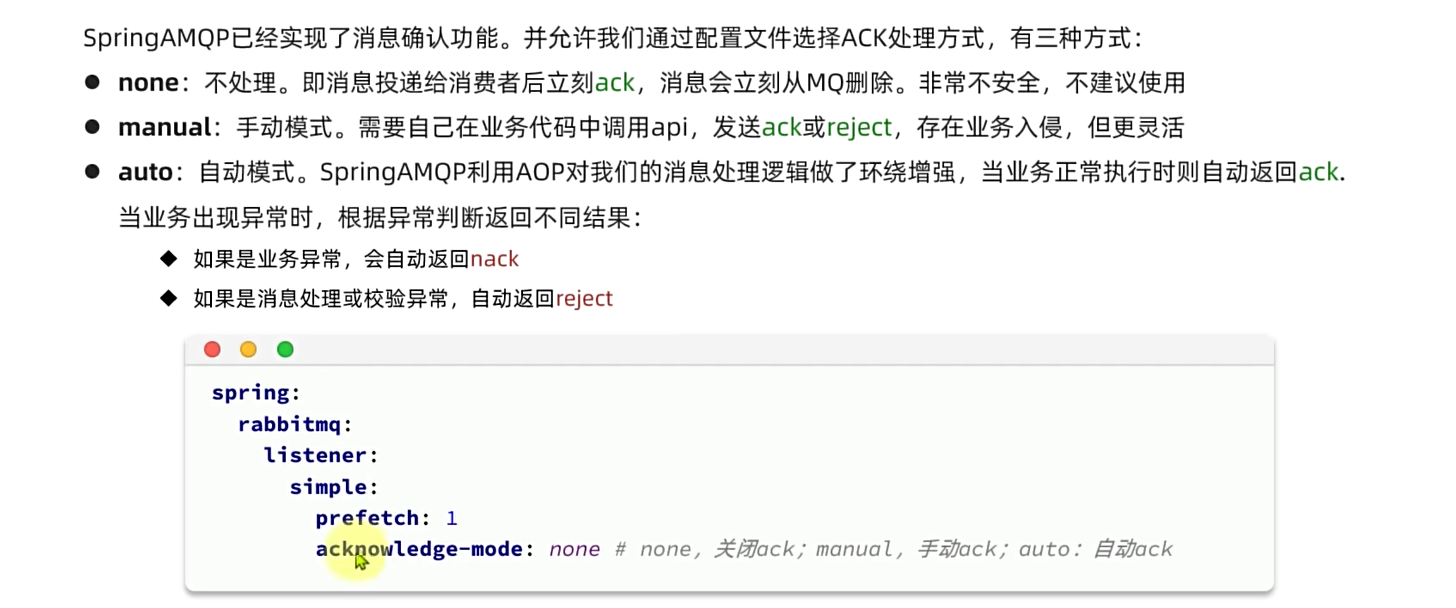 SpringAMQP已经实现了消息确认功能。并允许我们通过配置文件选择ACK处理方式，有三种方式：
● none：不处理。即消息投递给消费者后立刻ack，消息会立刻从MQ删除。非常不安全，不建议使用
● manual：手动模式。需要自己在业务代码中调用api，发送ack或reject，存在业务入侵，但更灵活
● auto：自动模式。SpringAMQP利用AOP对我们的消息处理逻辑做了环绕增强，当业务正常执行时则自动返回ack.
当业务出现异常时，根据异常判断返回不同结果：
◆ 如果是业务异常，会自动返回nack
◆ 如果是消息处理或校验异常，自动返回reject
spring:
  rabbitmq:
    listener:
      simple:
        prefetch: 1
        acknowledge-mode: none # none，关闭ack；manual，手动ack；auto：自动ack